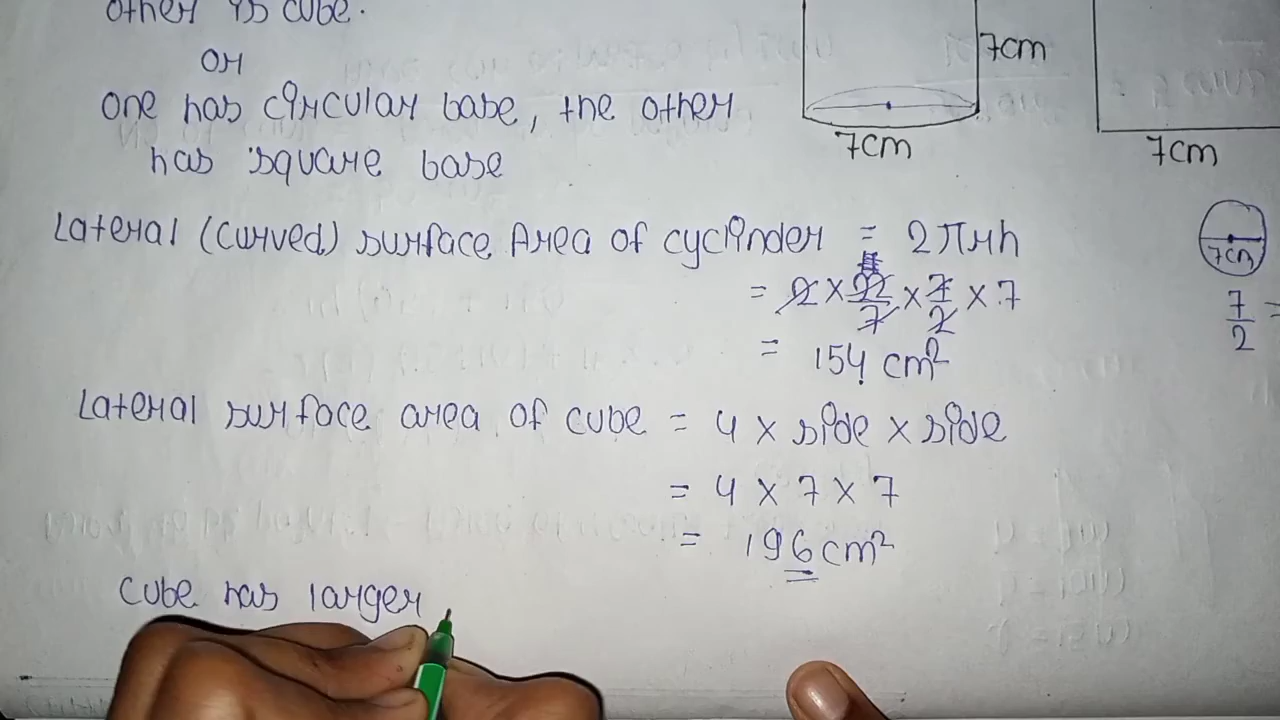 other is cube.
or
one has circular base, the other
has square base
7cm
7cm
7cm
Lateral (curved) surface Area of cyclinder = 2πrh
= 2 × 22/7 × 7/2 × 7
= 154 cm²
7cm
7/2 =
Lateral surface area of cube = 4 × side × side
= 4 × 7 × 7
= 196 cm²
cube has larger